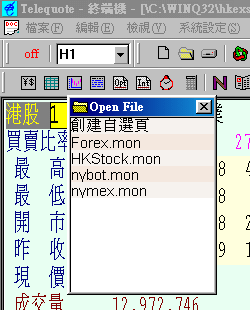 Telequote - 終端機 - [\C:\WINQ32\hkexs
檔案 編輯 檢視 系統設定(S)
off H1
港股 1
Open File
創建自選頁
Forex.mon
HKStock.mon
nybot.mon
nymex.mon
買賣比率
27
最 高
8 4
最 低
8
開 市
8 2
昨 收
9 1
現 價
成交量 12,972,746